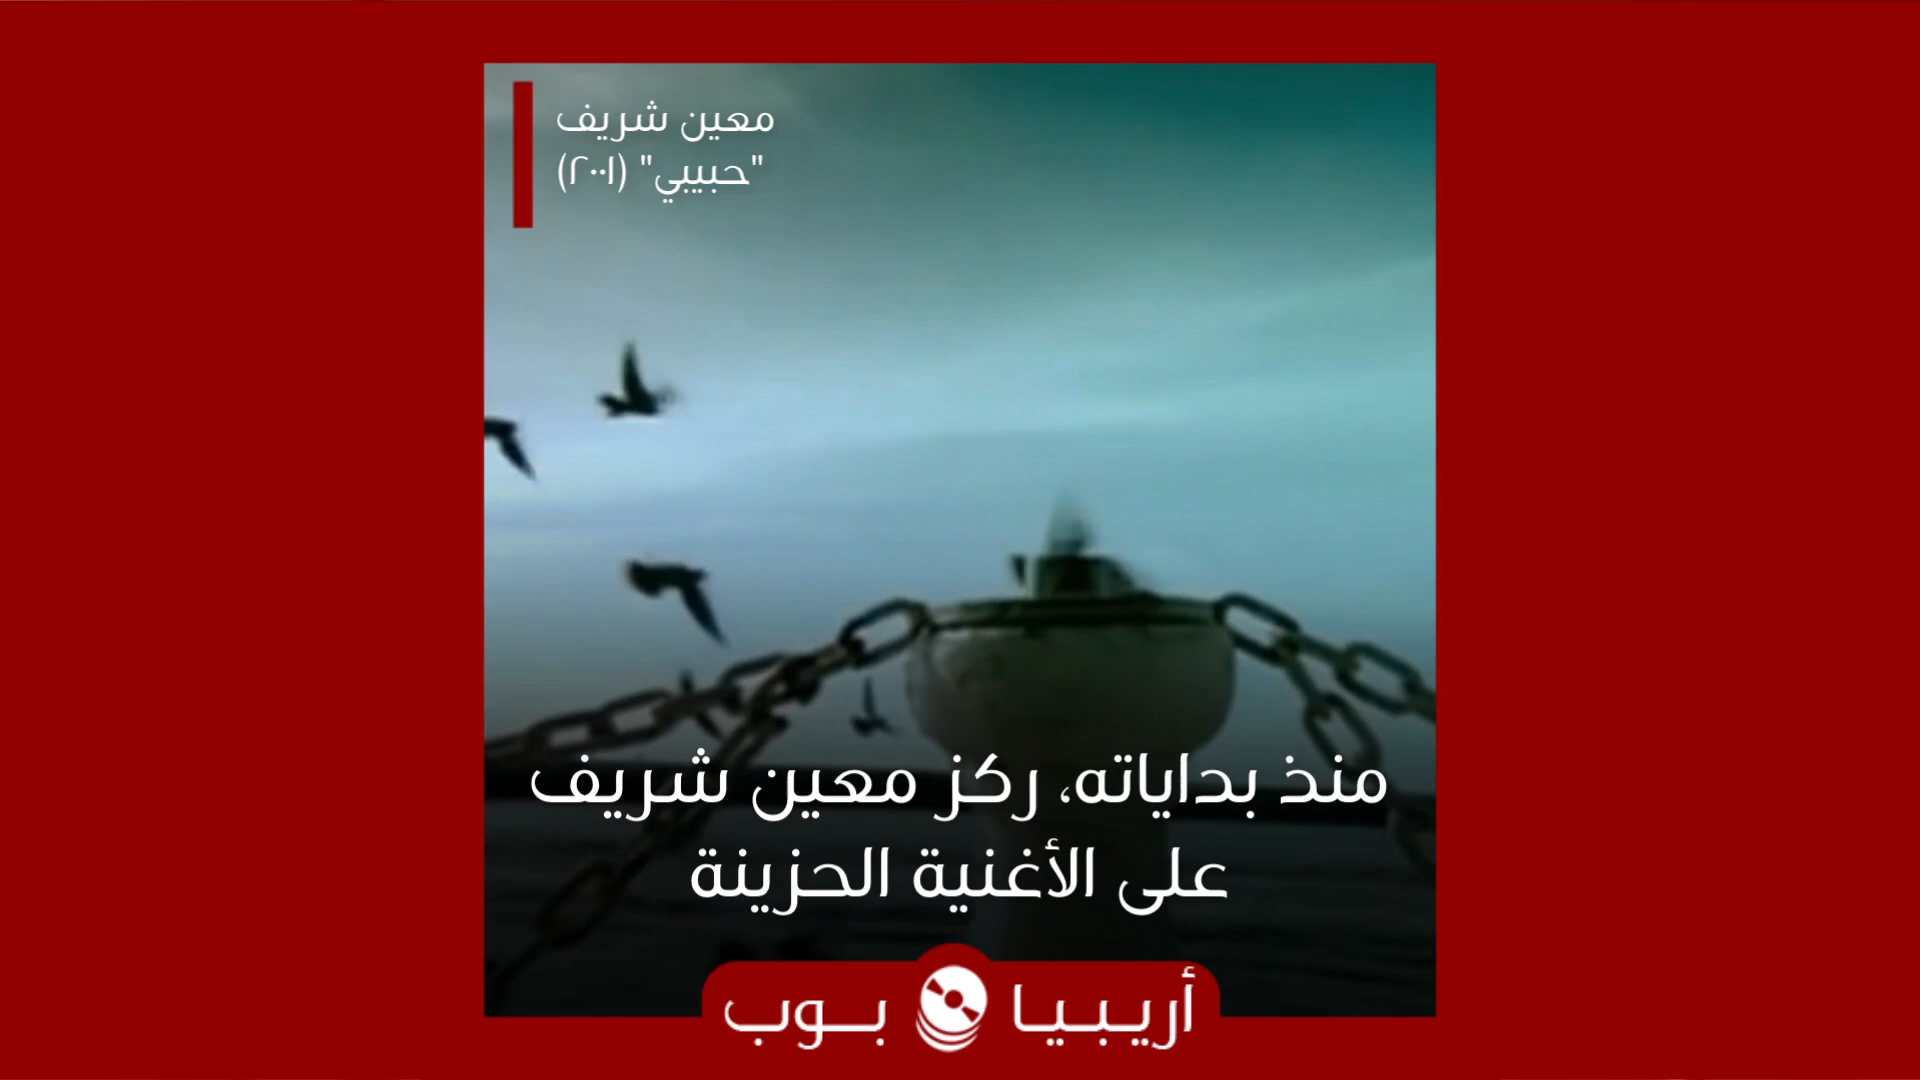 معين شريف
"حبيبي" (٢٠٠١)
منذ بداياته، ركز معين شريف
على الأغنية الحزينة
أريبيا بوب